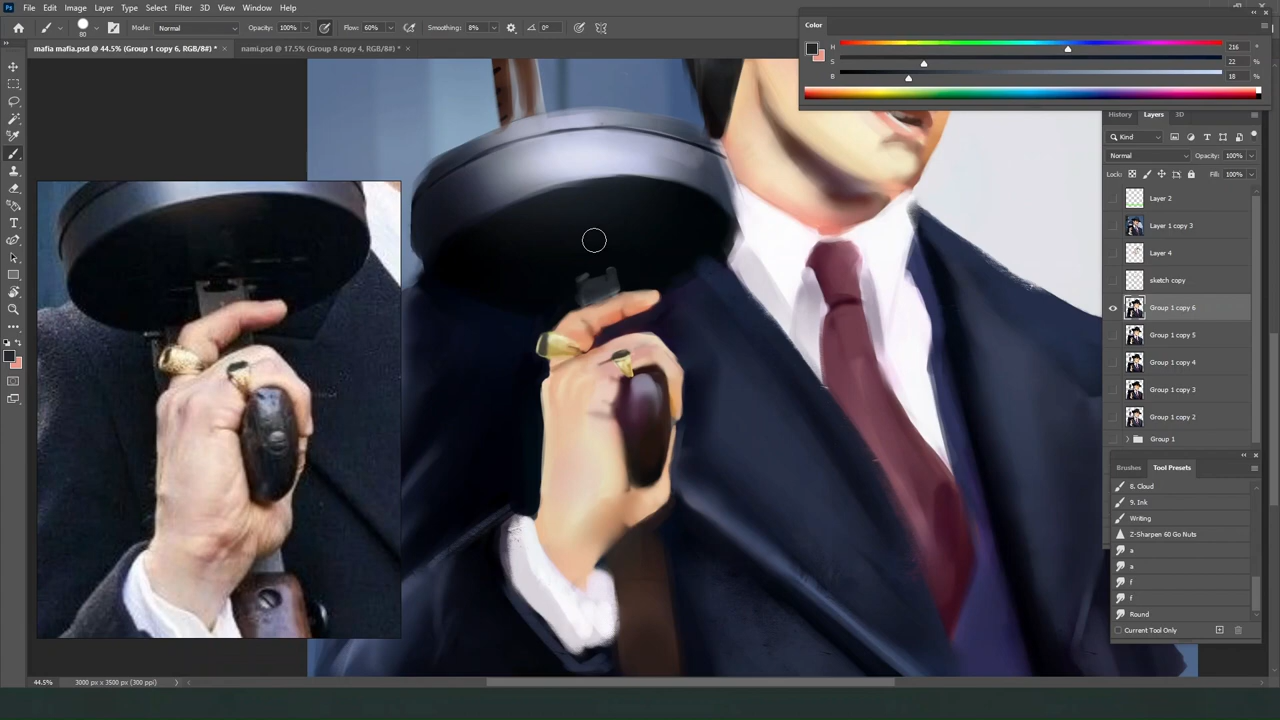 File Edit Image Layer Type Select Filter 3D View Window Help
80 Mode: Normal Opacity: 100% Flow: 60% Smoothing: 8% 0°
mafia mafia.psd @ 44.5% (Group 1 copy 6, RGB/8#) * × nami.psd @ 17.5% (Group 8 copy 4, RGB/8#) * ×
Color
H 216 °
S 22 %
B 18 %
History Layers 3D
Kind
Normal Opacity: 100%
Lock: Fill: 100%
Layer 2
Layer 1 copy 3
Layer 4
sketch copy
Group 1 copy 6
Group 1 copy 5
Group 1 copy 4
Group 1 copy 3
Group 1 copy 2
Group 1
Brushes Tool Presets
8. Cloud
9. Ink
Writing
Z-Sharpen 60 Go Nuts
a
a
f
f
Round
Current Tool Only
44.5% 3000 px x 3500 px (300 ppi)